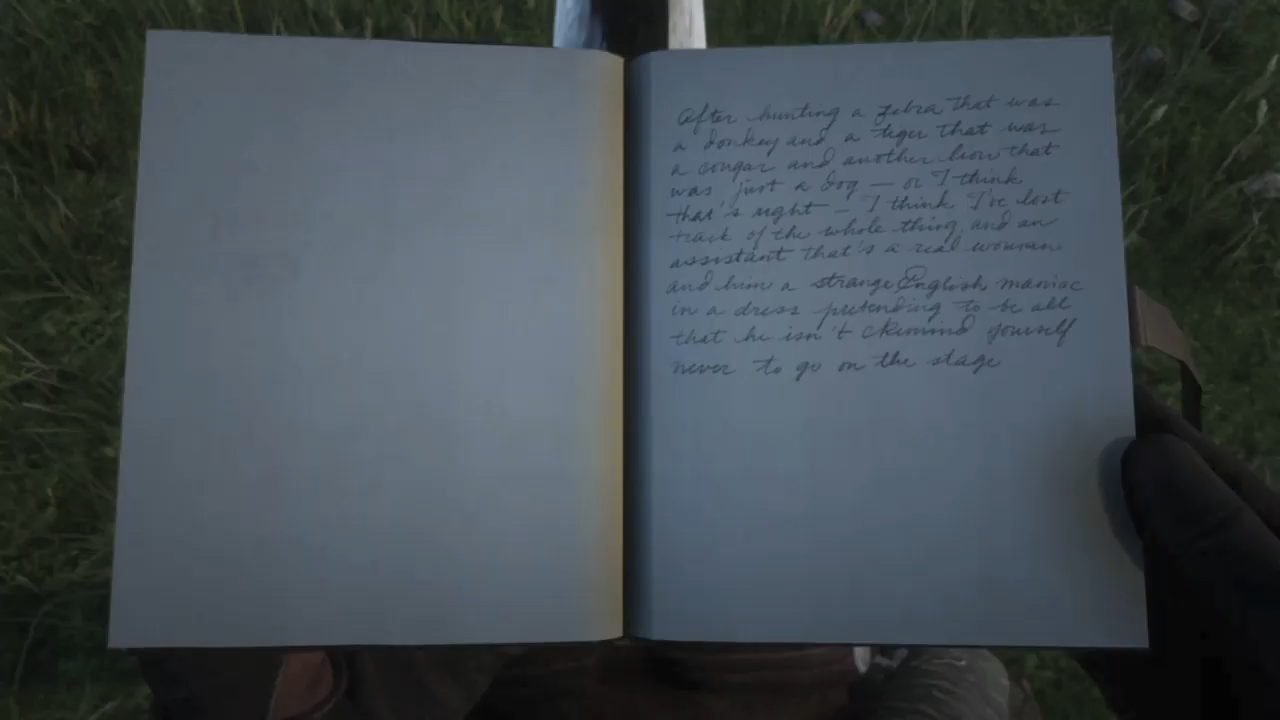 After hunting a zebra that was
a donkey and a tiger that was
a cougar and another lion that
was just a dog — or I think
that's right — I think I've lost
track of the whole thing and an
assistant that's a real woman
and him a strange English maniac
in a dress pretending to be all
that he isn't Remind yourself
never to go on the stage